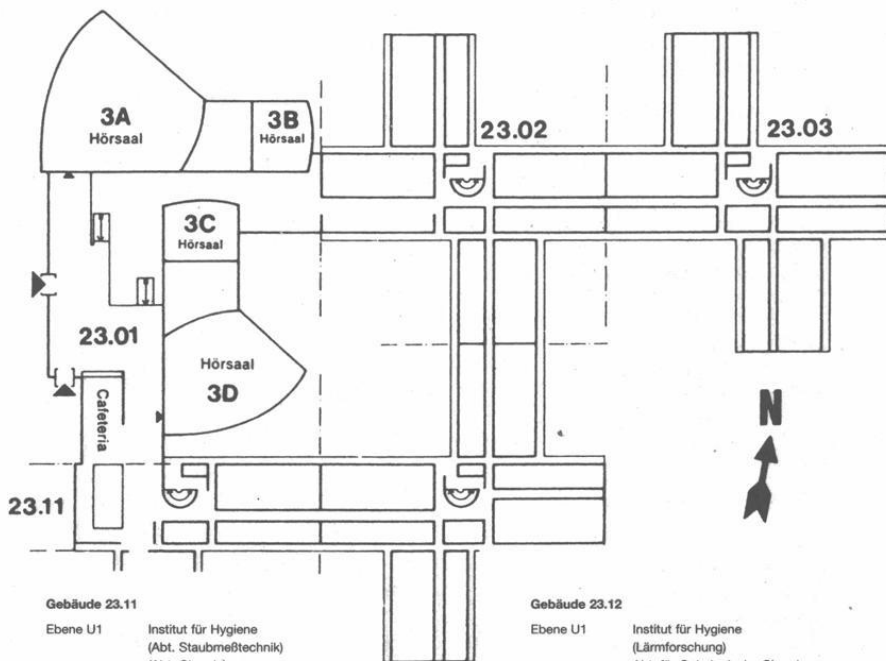 3A
Hörsaal
3B
Hörsaal
23.02
23.03
3C
Hörsaal
23.01
Hörsaal
3D
Cafeteria
N
23.11
Gebäude 23.11
Ebene U1 Institut für Hygiene
(Abt. Staubmeßtechnik)
Gebäude 23.12
Ebene U1 Institut für Hygiene
(Lärmforschung)